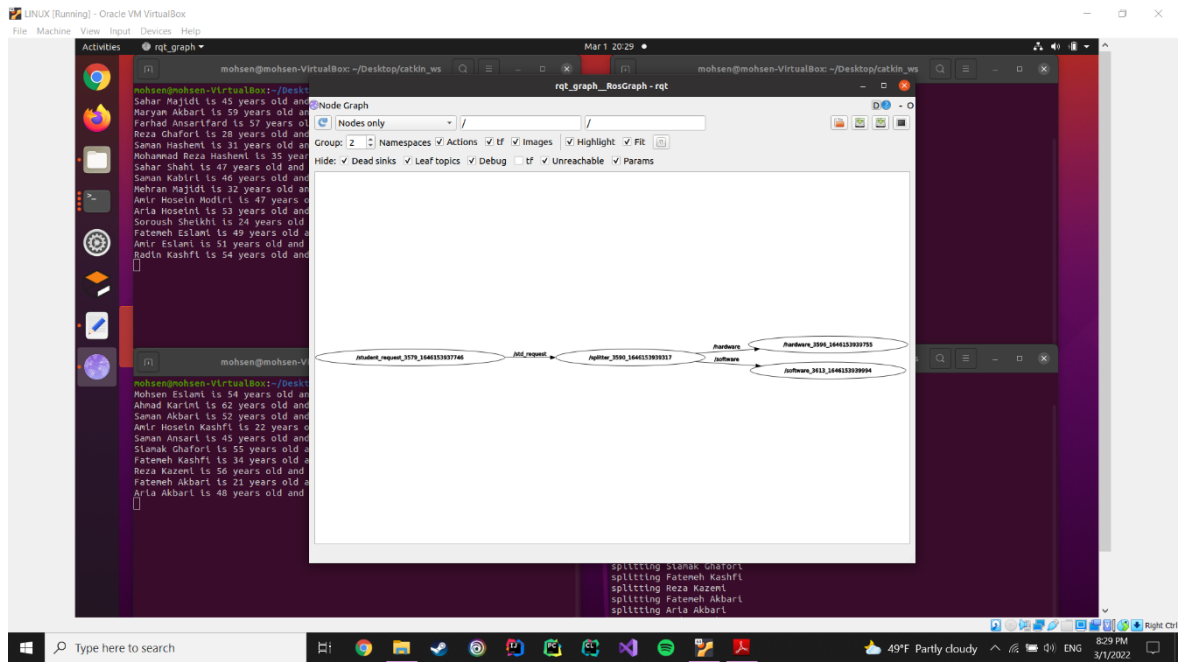 LINUX [Running] - Oracle VM VirtualBox
File Machine View Input Devices Help
Activities rqt_graph Mar 1 20:29
mohsen@mohsen-VirtualBox: ~/Desktop/catkin_ws
mohsen@mohsen-VirtualBox: ~/Desktop/catkin_ws
mohsen@mohsen-VirtualBox:~/Deskt
Sahar Majidi is 45 years old and
Maryam Akbari is 59 years old an
Farhad Ansarifard is 57 years ol
Reza Ghafori is 28 years old and
Saman Hashemi is 31 years old an
Mohammad Reza Hashemi is 35 year
Sahar Shahi is 47 years old and
Saman Kabiri is 46 years old and
Mehran Majidi is 32 years old an
Amir Hosein Modiri is 47 years o
Aria Hoseini is 53 years old and
Soroush Sheikhi is 24 years old
Fatemeh Eslami is 49 years old a
Amir Eslami is 51 years old and
Radin Kashfi is 54 years old and
rqt_graph__RosGraph - rqt
Node Graph
D - O
Nodes only / /
Group: 2 Namespaces Actions tf Images Highlight Fit
Hide: Dead sinks Leaf topics Debug tf Unreachable Params
/student_request_3579_1646153937746
/std_request
/splitter_3590_1646153939317
/hardware
/hardware_3596_1646153939755
/software
/software_3613_1646153939994
mohsen@mohsen-Vi
mohsen@mohsen-VirtualBox:~/Deskt
Mohsen Eslami is 54 years old an
Ahmad Karimi is 62 years old and
Saman Akbari is 52 years old and
Amir Hosein Kashfi is 22 years o
Saman Ansari is 45 years old and
Siamak Ghafori is 55 years old a
Fatemeh Kashfi is 34 years old a
Reza Kazemi is 56 years old and
Fatemeh Akbari is 21 years old a
Aria Akbari is 48 years old and
splitting Siamak Ghafori
splitting Fatemeh Kashfi
splitting Reza Kazemi
splitting Fatemeh Akbari
splitting Aria Akbari
Right Ctrl
Type here to search
49°F Partly cloudy
ENG
8:29 PM
3/1/2022